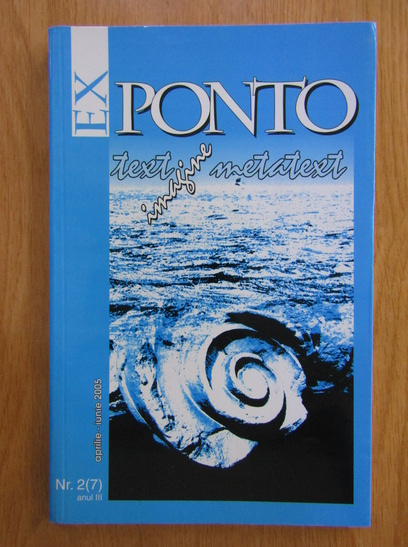 EX PONTO
text imagine metatext
aprilie - iunie 2005
Nr. 2(7)
anul III